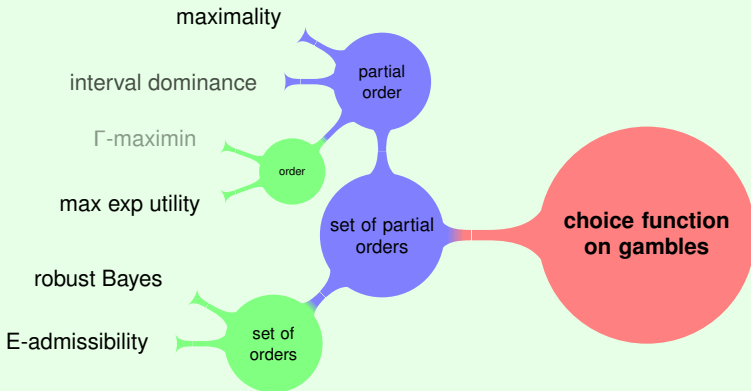 maximality
partial
order
interval dominance
Γ-maximin
order
max exp utility
set of partial
orders
choice function
on gambles
robust Bayes
E-admissibility
set of
orders